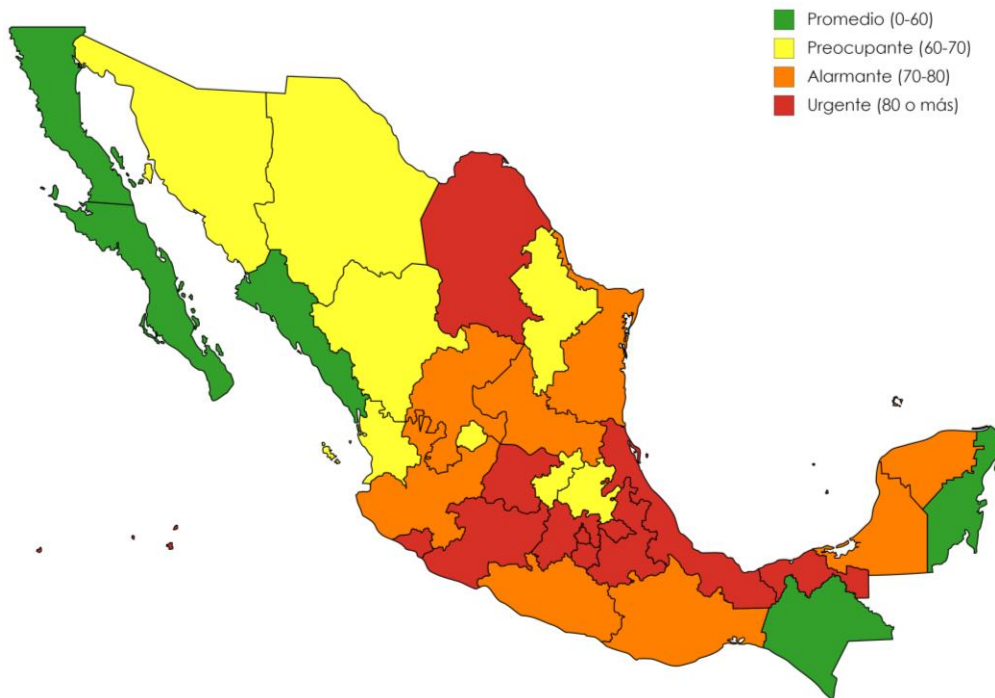 Promedio (0-60)
Preocupante (60-70)
Alarmante (70-80)
Urgente (80 o más)